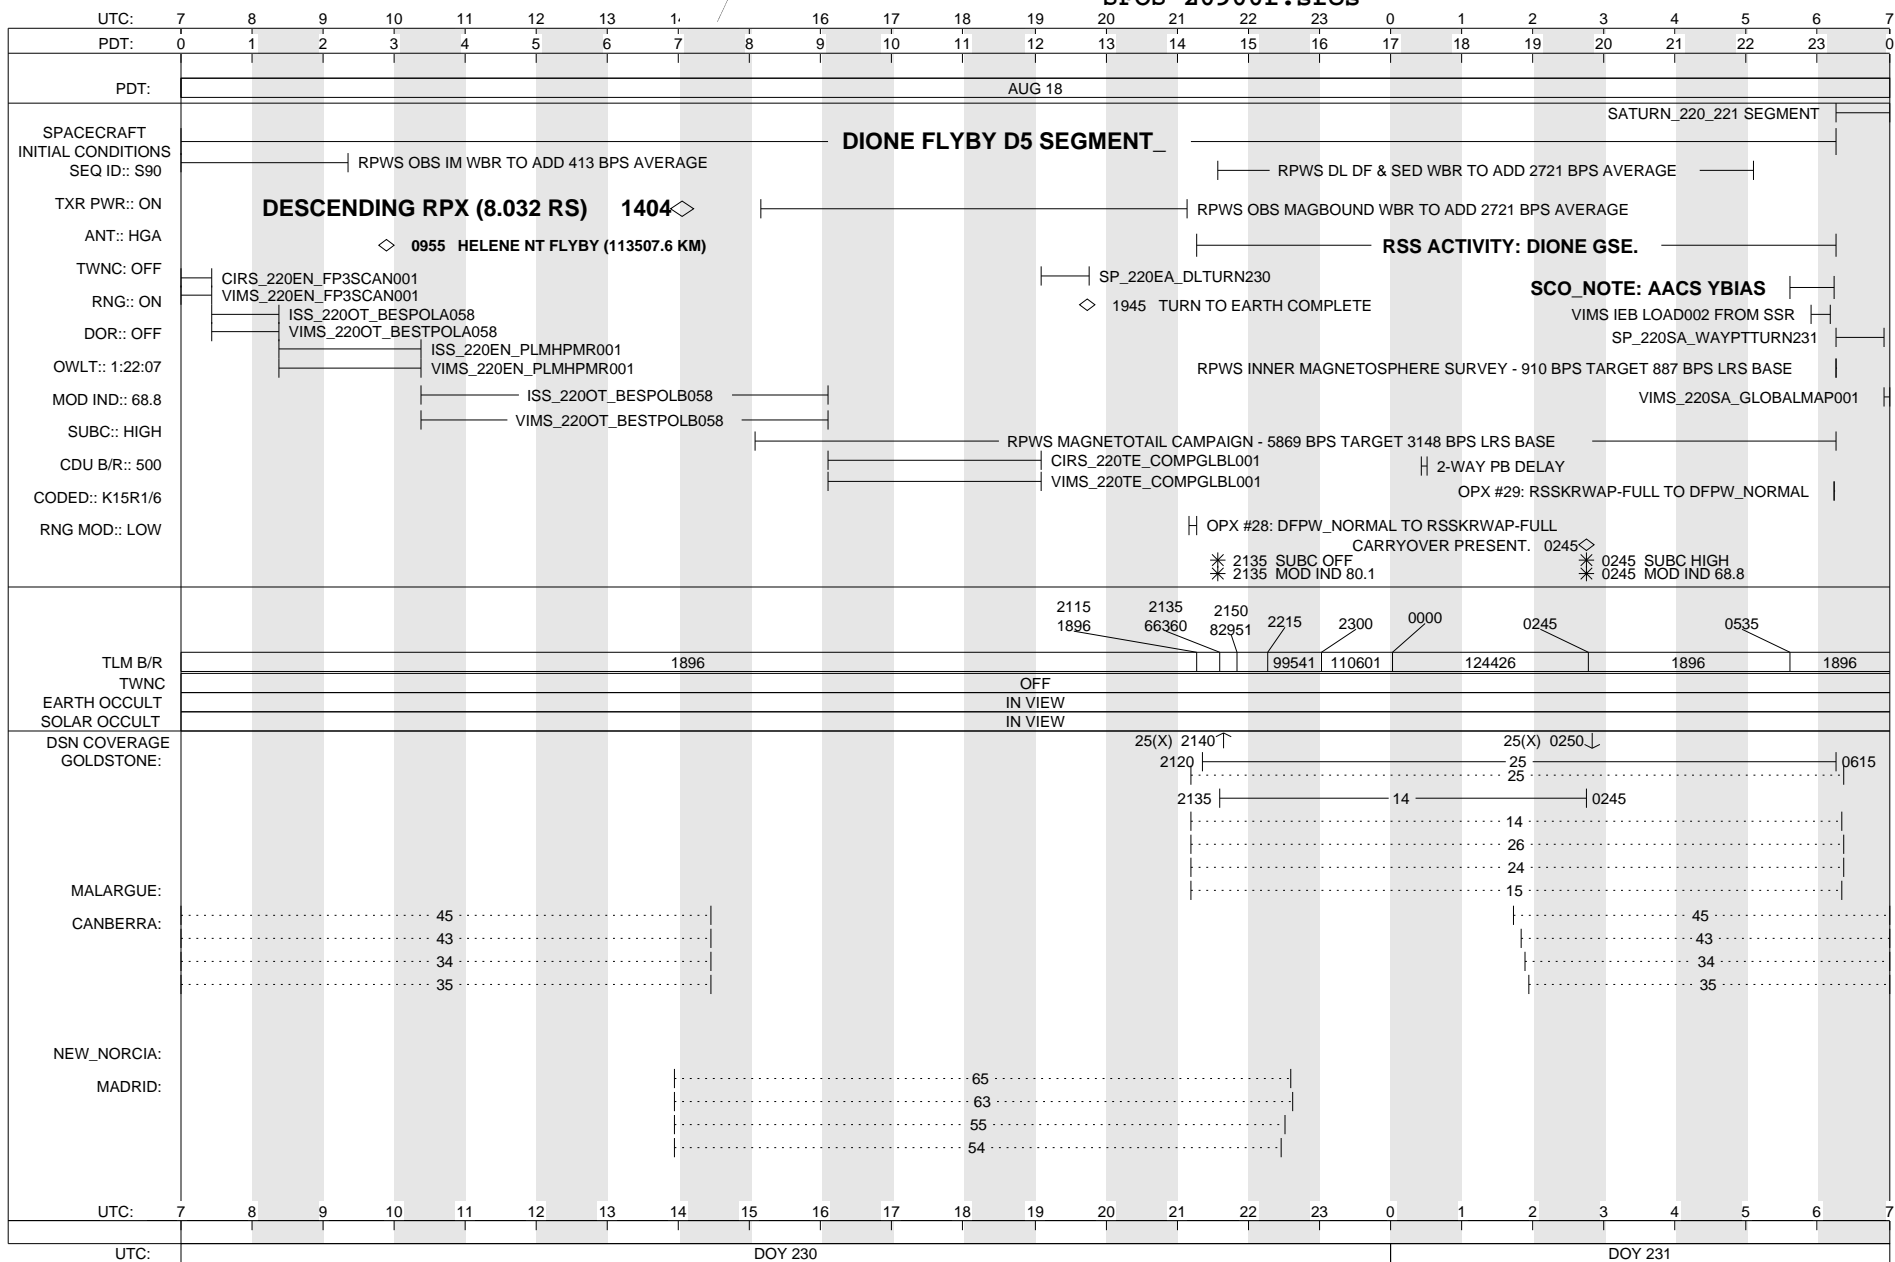 UTC: 7 8 9 10 11 12 13 14 16 17 18 19 20 21 22 23 0 1 2 3 4 5 6 7
PDT: 0 1 2 3 4 5 6 7 8 9 10 11 12 13 14 15 16 17 18 19 20 21 22 23 0
PDT: AUG 18
SATURN_220_221 SEGMENT
SPACECRAFT
INITIAL CONDITIONS
DIONE FLYBY D5 SEGMENT_
SEQ ID:: S90
RPWS OBS IM WBR TO ADD 413 BPS AVERAGE
RPWS DL DF & SED WBR TO ADD 2721 BPS AVERAGE
TXR PWR:: ON
DESCENDING RPX (8.032 RS) 1404
RPWS OBS MAGBOUND WBR TO ADD 2721 BPS AVERAGE
ANT:: HGA
0955 HELENE NT FLYBY (113507.6 KM)
RSS ACTIVITY: DIONE GSE.
TWNC: OFF
CIRS_220EN_FP3SCAN001
SP_220EA_DLTURN230
VIMS_220EN_FP3SCAN001
SCO_NOTE: AACS YBIAS
RNG:: ON
1945 TURN TO EARTH COMPLETE
ISS_220OT_BESPOLA058
VIMS IEB LOAD002 FROM SSR
DOR:: OFF
VIMS_220OT_BESTPOLA058
SP_220SA_WAYPTTURN231
ISS_220EN_PLMHPMR001
OWLT:: 1:22:07
VIMS_220EN_PLMHPMR001
RPWS INNER MAGNETOSPHERE SURVEY - 910 BPS TARGET 887 BPS LRS BASE
MOD IND:: 68.8
ISS_220OT_BESPOLB058
VIMS_220SA_GLOBALMAP001
VIMS_220OT_BESTPOLB058
SUBC:: HIGH
RPWS MAGNETOTAIL CAMPAIGN - 5869 BPS TARGET 3148 BPS LRS BASE
CIRS_220TE_COMPGLBL001
CDU B/R:: 500
2-WAY PB DELAY
VIMS_220TE_COMPGLBL001
CODED:: K15R1/6
OPX #29: RSSKRWAP-FULL TO DFPW_NORMAL
RNG MOD:: LOW
OPX #28: DFPW_NORMAL TO RSSKRWAP-FULL
CARRYOVER PRESENT. 0245
2135 SUBC OFF 0245 SUBC HIGH
2135 MOD IND 80.1 0245 MOD IND 68.8
2115 2135 2150 2215 2300 0000 0245 0535
1896 66360 82951
TLM B/R 1896 99541 110601 124426 1896 1896
TWNC OFF
EARTH OCCULT IN VIEW
SOLAR OCCULT IN VIEW
DSN COVERAGE 25(X) 2140 25(X) 0250
GOLDSTONE: 2120 25 0615
25
2135 14 0245
14
26
24
MALARGUE: 15
CANBERRA: 45 45
43 43
34 34
35 35
NEW_NORCIA:
MADRID: 65
63
55
54
UTC: 7 8 9 10 11 12 13 14 15 16 17 18 19 20 21 22 23 0 1 2 3 4 5 6 7
UTC: DOY 230 DOY 231